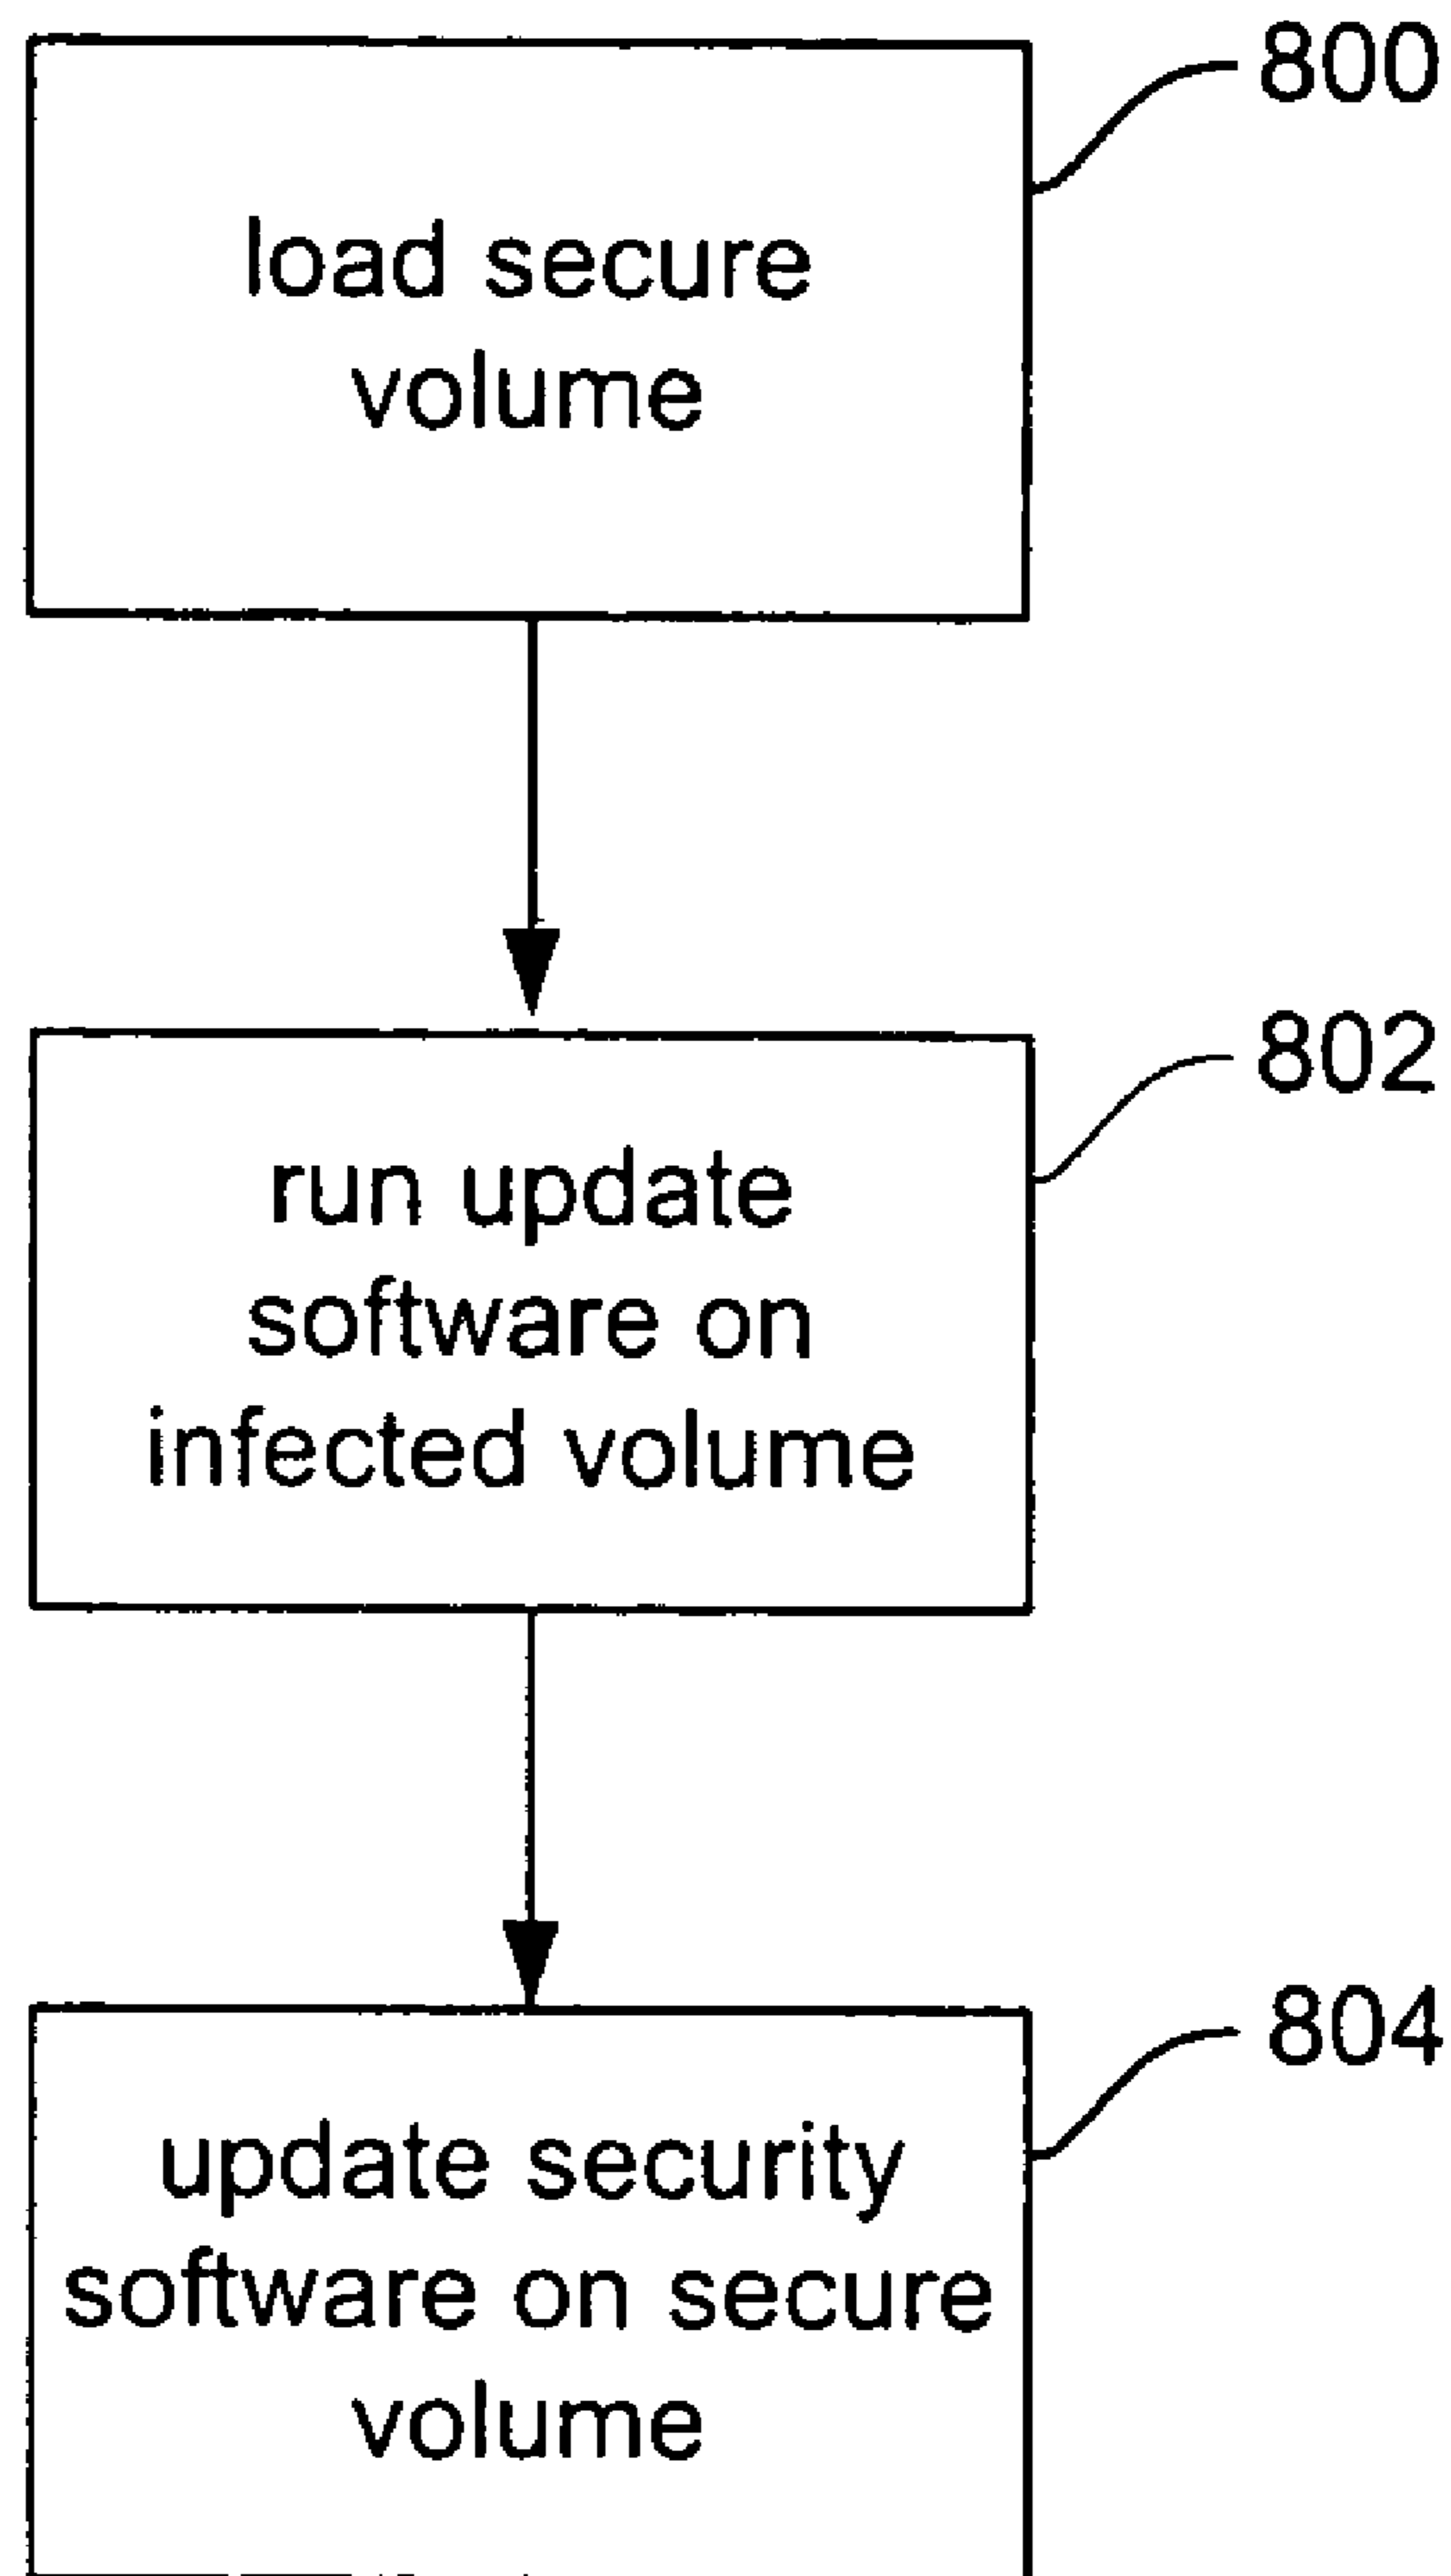 800
load secure
volume
802
run update
software on
infected volume
804
update security
software on secure
volume